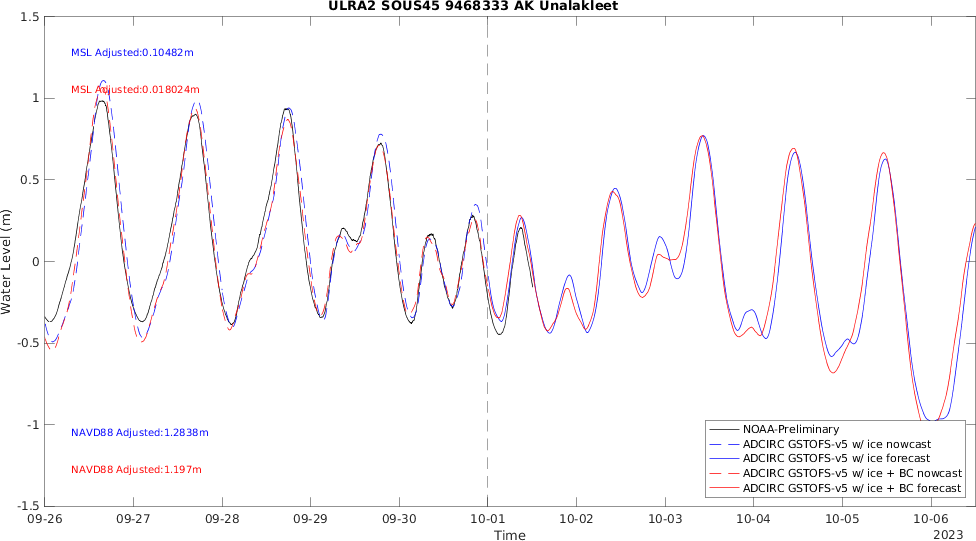 ULRA2 SOUS45 9468333 AK Unalakleet
1.5
1
0.5
0
-0.5
-1
-1.5
Water Level (m)
MSL Adjusted:0.10482m
MSL Adjusted:0.018024m
NAVD88 Adjusted:1.2838m
NAVD88 Adjusted:1.197m
NOAA-Preliminary
ADCIRC GSTOFS-v5 w/ ice nowcast
ADCIRC GSTOFS-v5 w/ ice forecast
ADCIRC GSTOFS-v5 w/ ice + BC nowcast
ADCIRC GSTOFS-v5 w/ ice + BC forecast
09-26 09-27 09-28 09-29 09-30 10-01 10-02 10-03 10-04 10-05 10-06
2023
Time